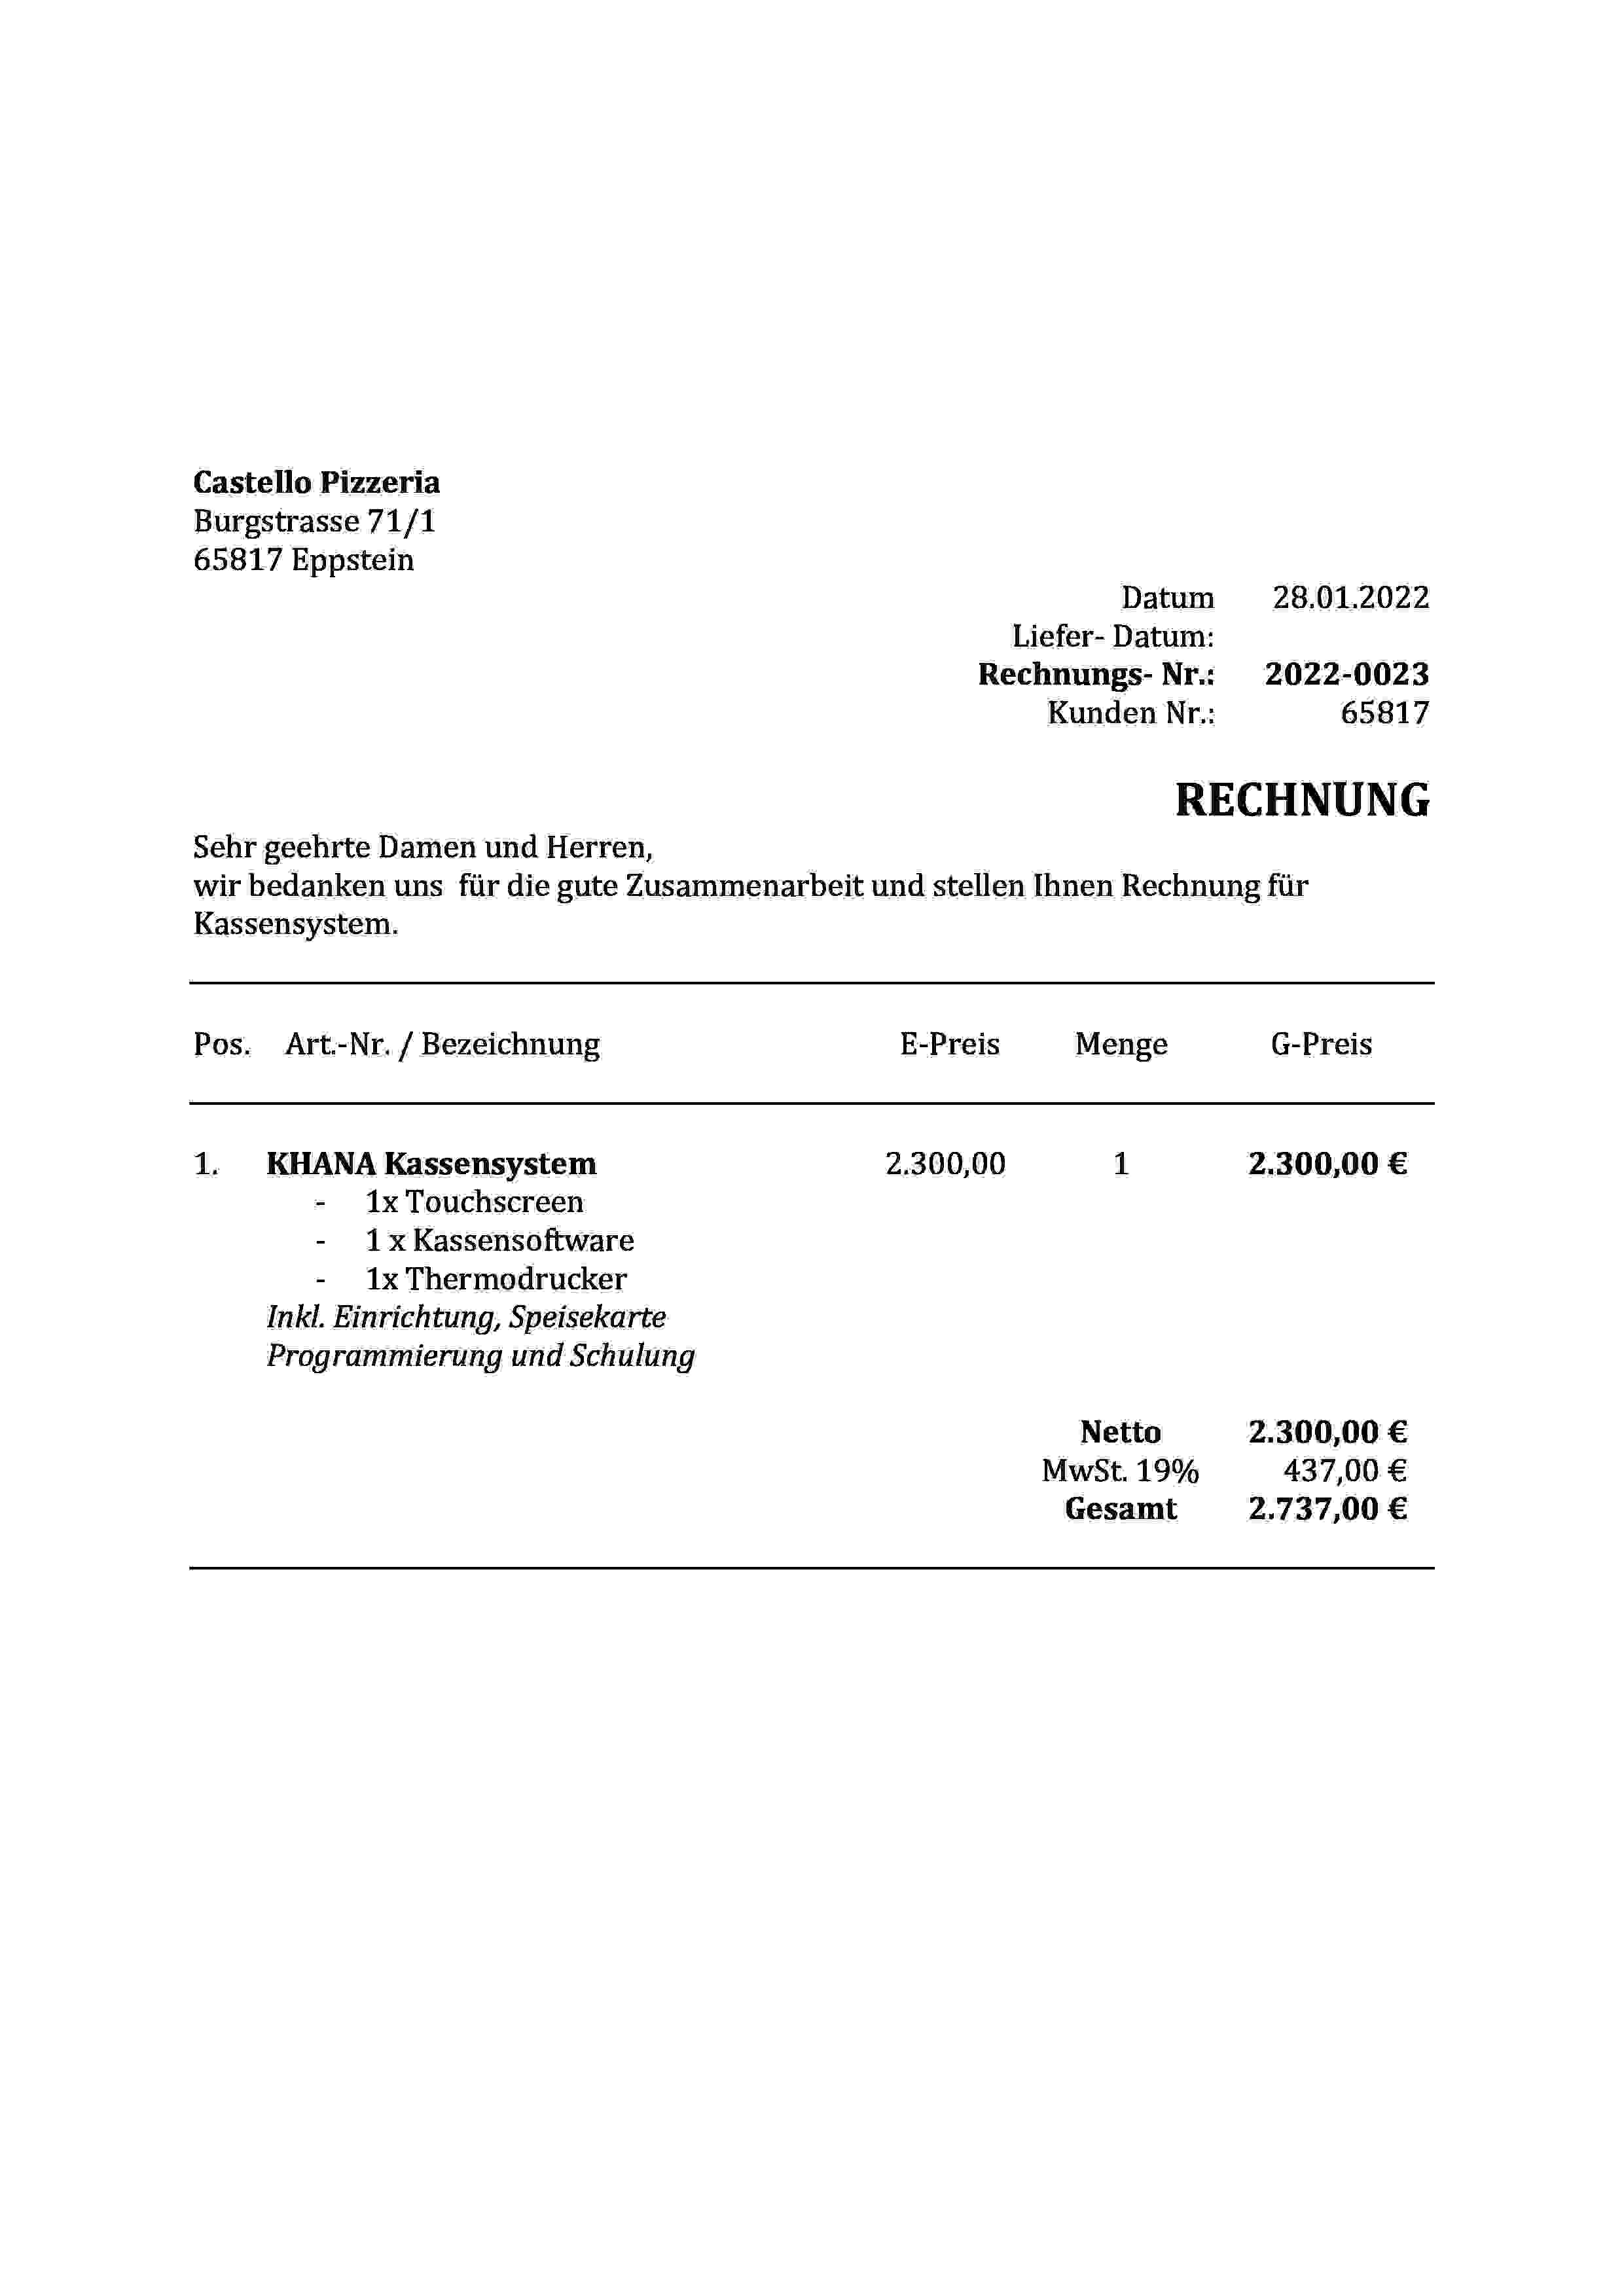 Castello Pizzeria
Burgstrasse 71/1
65817 Eppstein
Datum 28.01.2022
Liefer- Datum:
Rechnungs- Nr.: 2022-0023
Kunden Nr.: 65817
RECHNUNG
Sehr geehrte Damen und Herren,
wir bedanken uns  für die gute Zusammenarbeit und stellen Ihnen Rechnung für
Kassensystem.
Pos. Art.-Nr. / Bezeichnung E-Preis Menge G-Preis
1. KHANA Kassensystem 2.300,00 1 2.300,00 €
- 1x Touchscreen
- 1 x Kassensoftware
- 1x Thermodrucker
Inkl. Einrichtung, Speisekarte
Programmierung und Schulung
Netto 2.300,00 €
MwSt. 19% 437,00 €
Gesamt 2.737,00 €